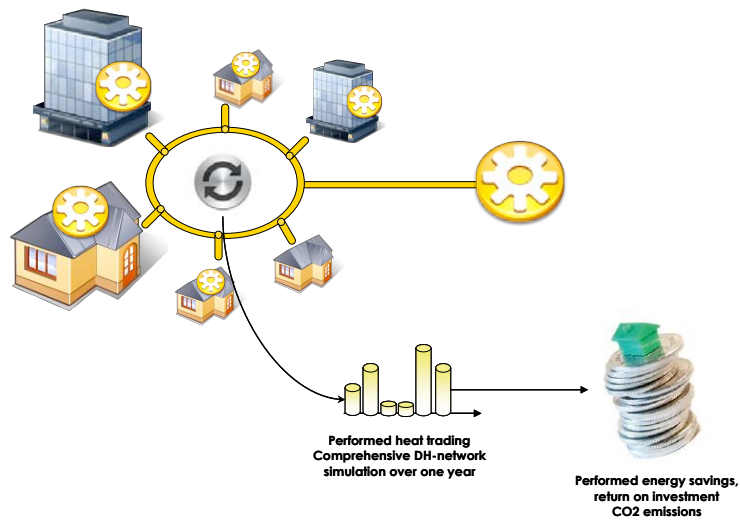 Performed heat trading
Comprehensive DH-network
simulation over one year
Performed energy savings,
return on investment
CO2 emissions